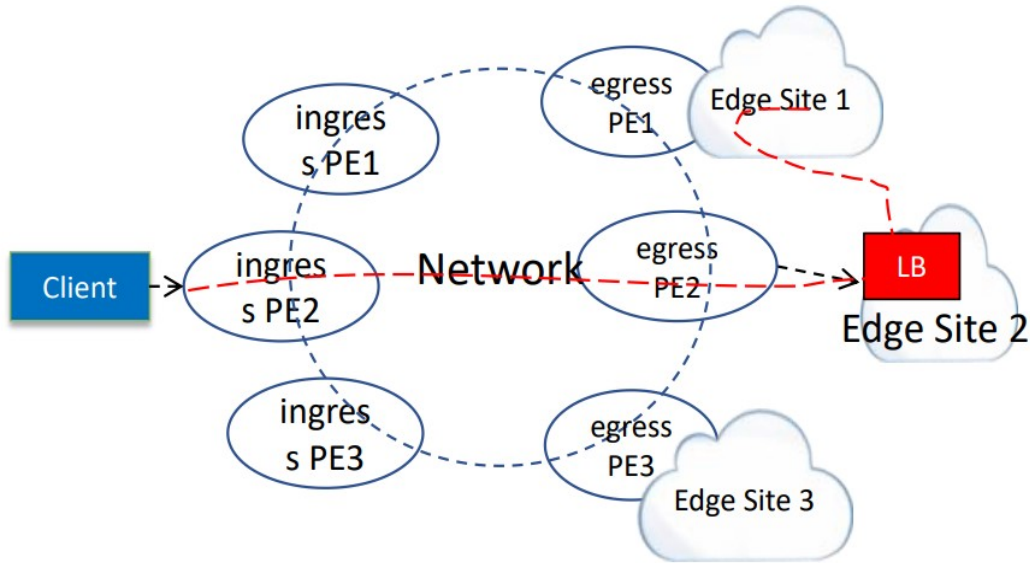 egress
PE1
Edge Site 1
ingres
s PE1
Client
ingres
s PE2
Network
egress
PE2
LB
Edge Site 2
ingres
s PE3
egress
PE3
Edge Site 3